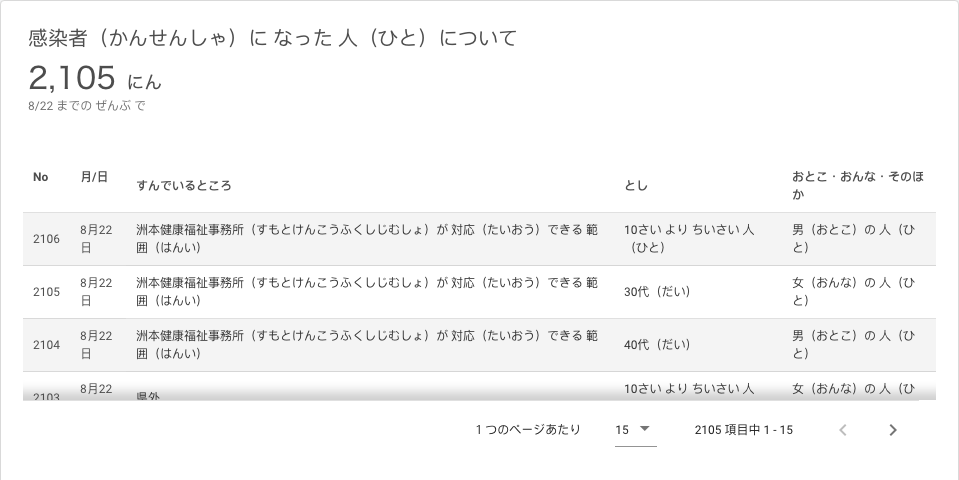 感染者（かんせんしゃ）に なった 人（ひと）について
2,105 にん
8/22 までの ぜんぶ で
No 月/日 すんでいるところ とし おとこ・おんな・そのほ
か
2106 8月22
日 洲本健康福祉事務所（すもとけんこうふくしじむしょ）が 対応（たいおう）できる 範
囲（はんい） 10さい より ちいさい 人
（ひと） 男（おとこ）の 人（ひ
と）
2105 8月22
日 洲本健康福祉事務所（すもとけんこうふくしじむしょ）が 対応（たいおう）できる 範
囲（はんい） 30代（だい） 女（おんな）の 人（ひ
と）
2104 8月22
日 洲本健康福祉事務所（すもとけんこうふくしじむしょ）が 対応（たいおう）できる 範
囲（はんい） 40代（だい） 男（おとこ）の 人（ひ
と）
2103 8月22 県外 10さい より ちいさい 人 女（おんな）の 人（ひ
1 つのページあたり 15 2105 項目中 1 - 15